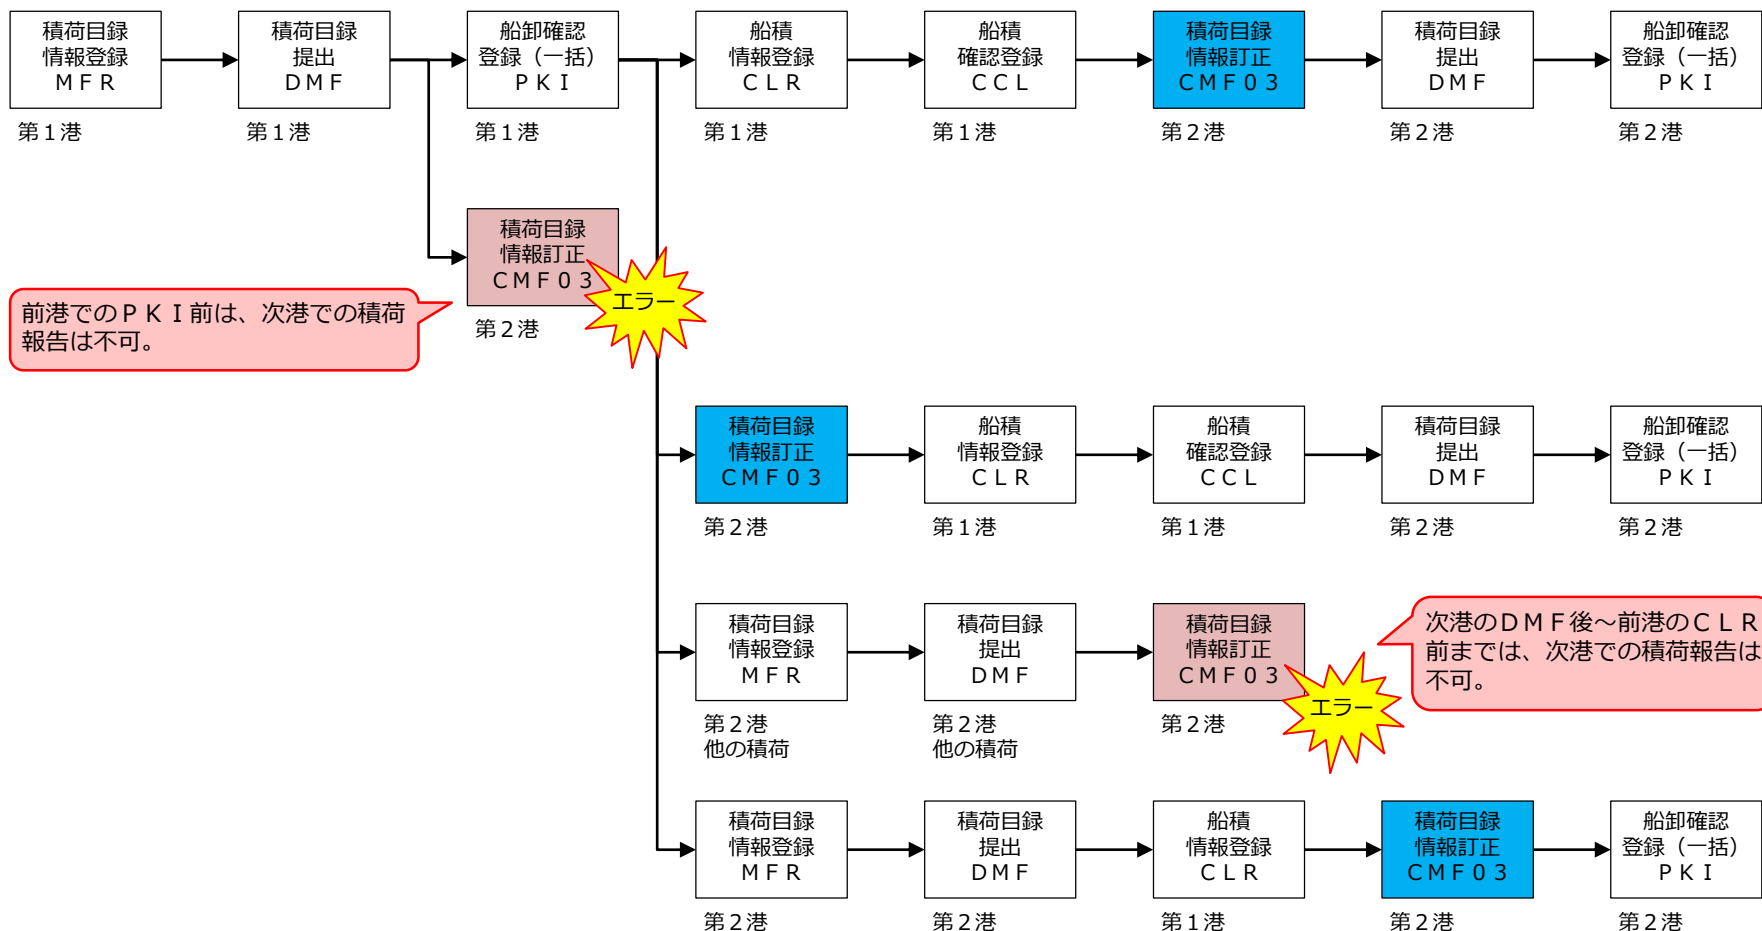 積荷目録
情報登録
ＭＦＲ
第１港
積荷目録
提出
ＤＭＦ
第１港
船卸確認
登録（一括）
ＰＫＩ
第１港
船積
情報登録
ＣＬＲ
第１港
船積
確認登録
ＣＣＬ
第１港
積荷目録
情報訂正
ＣＭＦ０３
第２港
積荷目録
提出
ＤＭＦ
第２港
船卸確認
登録（一括）
ＰＫＩ
第２港
積荷目録
情報訂正
ＣＭＦ０３
第２港
エラー
前港でのＰＫＩ前は、次港での積荷
報告は不可。
積荷目録
情報訂正
ＣＭＦ０３
第２港
船積
情報登録
ＣＬＲ
第１港
船積
確認登録
ＣＣＬ
第１港
積荷目録
提出
ＤＭＦ
第２港
船卸確認
登録（一括）
ＰＫＩ
第２港
積荷目録
情報登録
ＭＦＲ
第２港
他の積荷
積荷目録
提出
ＤＭＦ
第２港
他の積荷
積荷目録
情報訂正
ＣＭＦ０３
第２港
エラー
次港のＤＭＦ後～前港のＣＬＲ
前までは、次港での積荷報告は
不可。
積荷目録
情報登録
ＭＦＲ
第２港
積荷目録
提出
ＤＭＦ
第２港
船積
情報登録
ＣＬＲ
第１港
積荷目録
情報訂正
ＣＭＦ０３
第２港
船卸確認
登録（一括）
ＰＫＩ
第２港